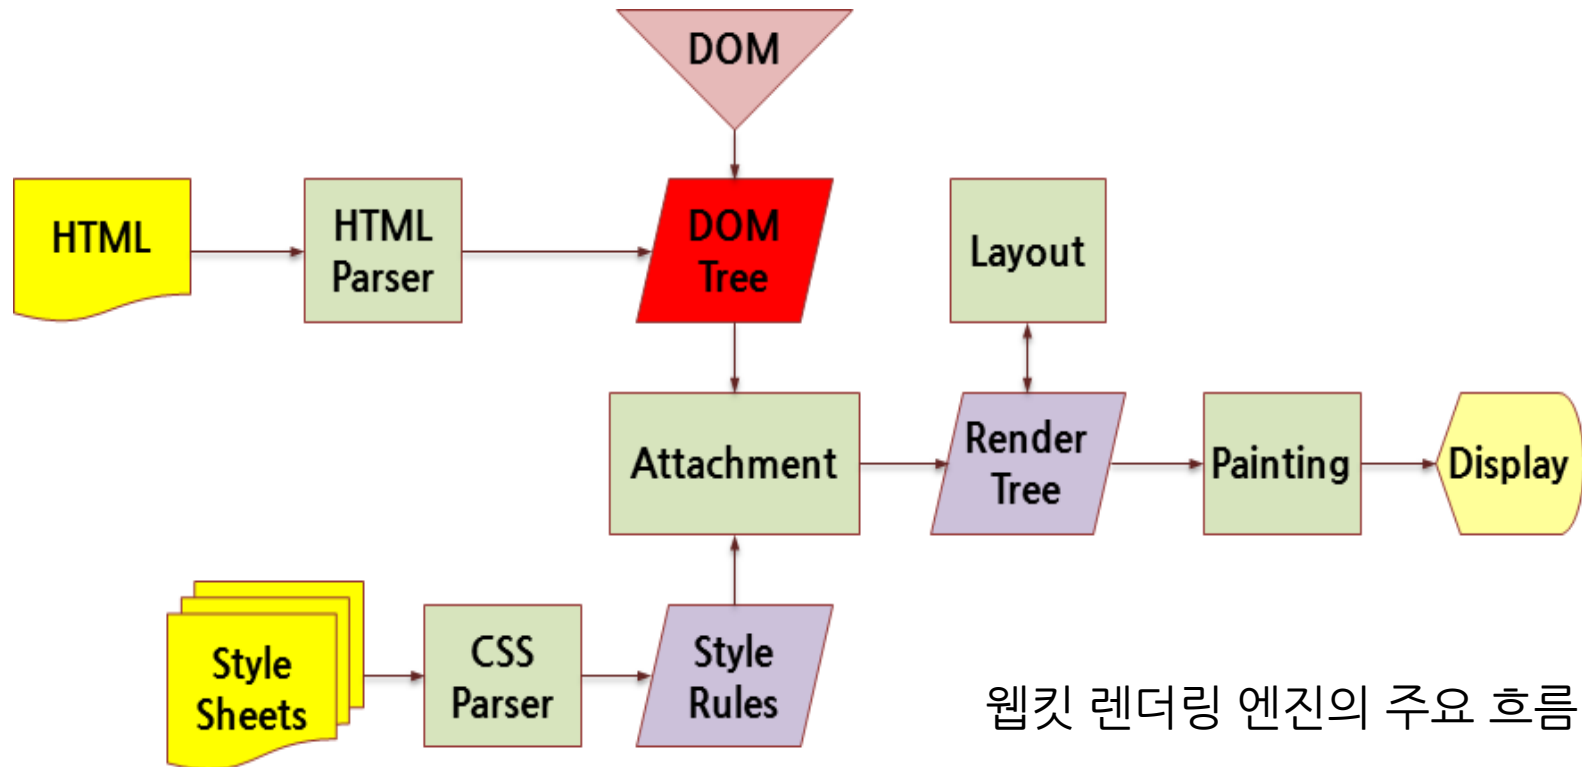 DOM
HTML
HTML
Parser
DOM
Tree
Layout
Attachment
Render
Tree
Painting
Display
Style
Sheets
CSS
Parser
Style
Rules
웹킷 렌더링 엔진의 주요 흐름